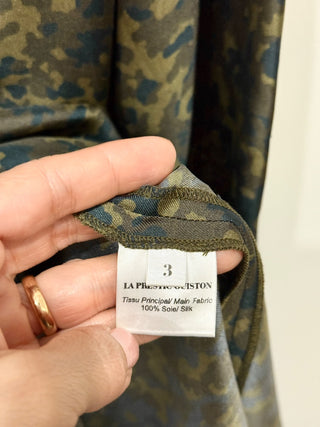 3
LA PRESTIC OUISTON
Tissu Principal/ Main Fabric
100% Soie/ Silk